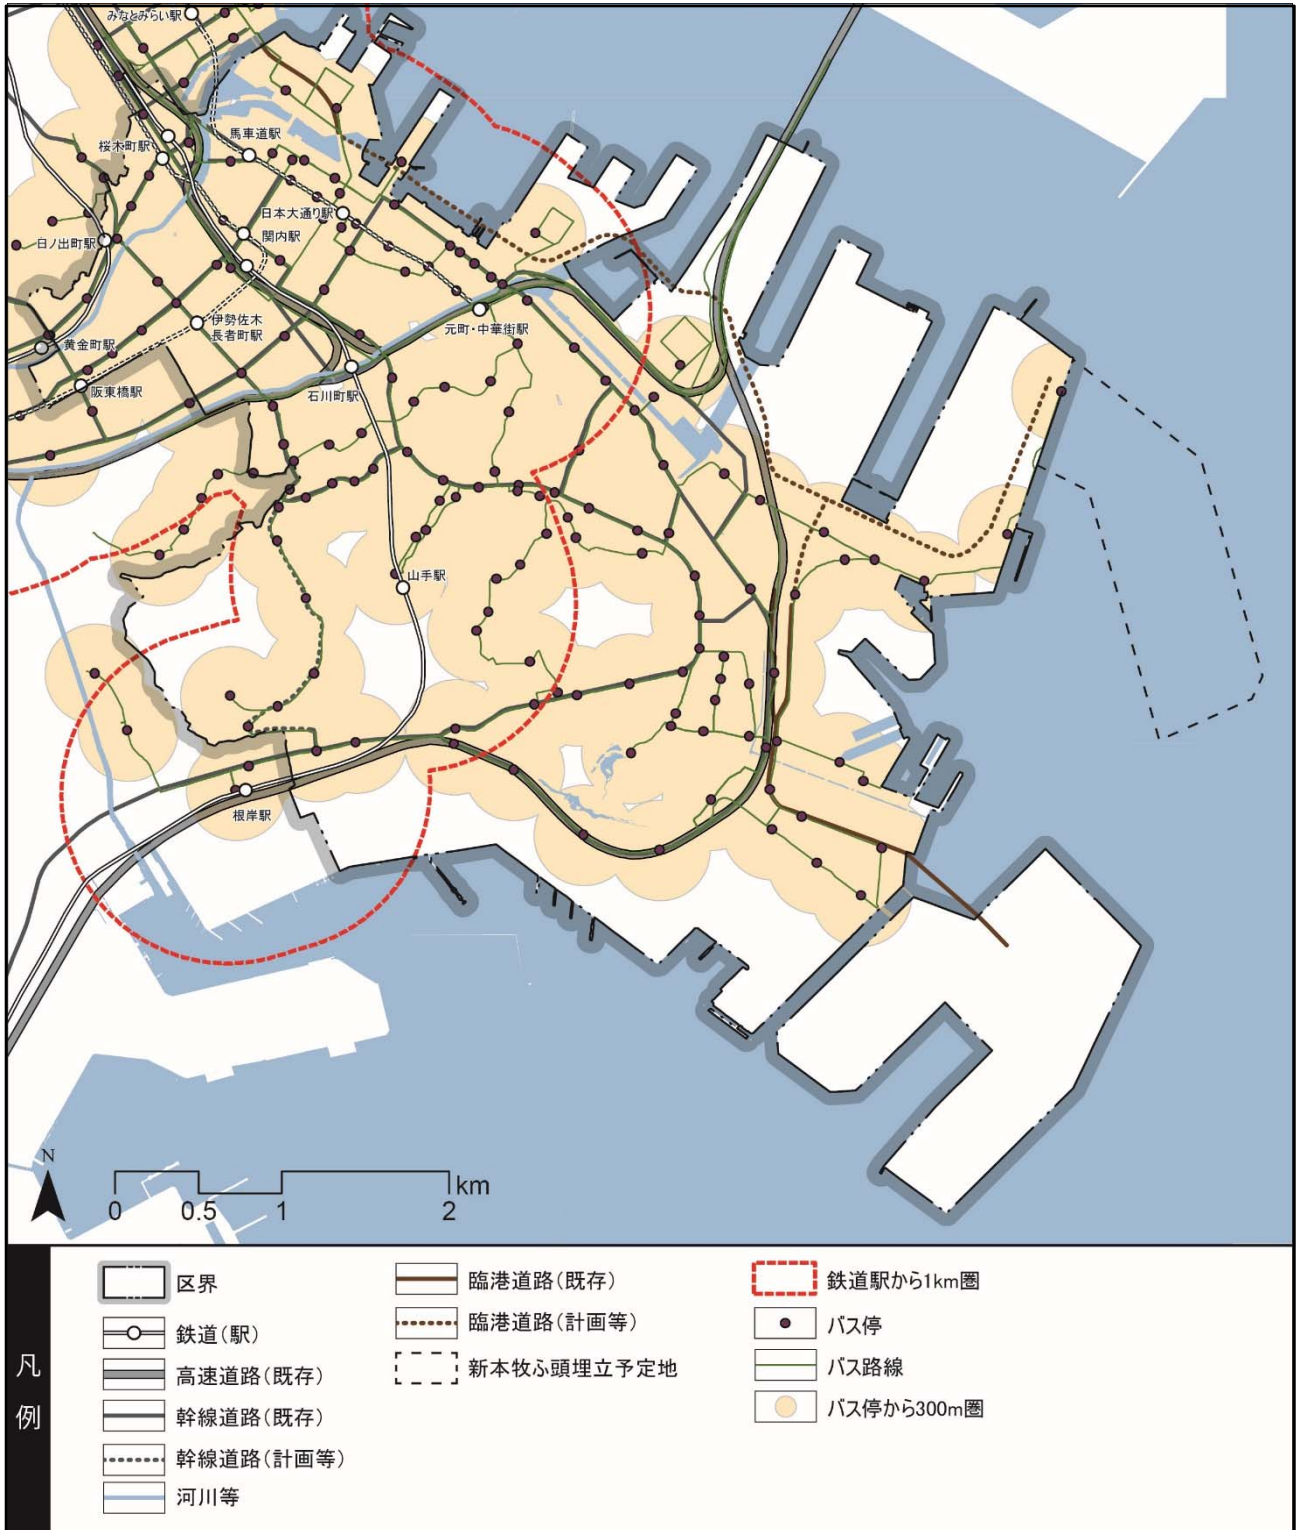 みなとみらい駅
馬車道駅
桜木町駅
日本大通り駅
日ノ出町駅
関内駅
伊勢佐木
長者町駅
元町・中華街駅
黄金町駅
阪東橋駅
石川町駅
山手駅
根岸駅
N
km
0 0.5 1 2
凡例
区界
鉄道(駅)
高速道路(既存)
幹線道路(既存)
幹線道路(計画等)
河川等
臨港道路(既存)
臨港道路(計画等)
新本牧ふ頭埋立予定地
鉄道駅から1km圏
バス停
バス路線
バス停から300m圏